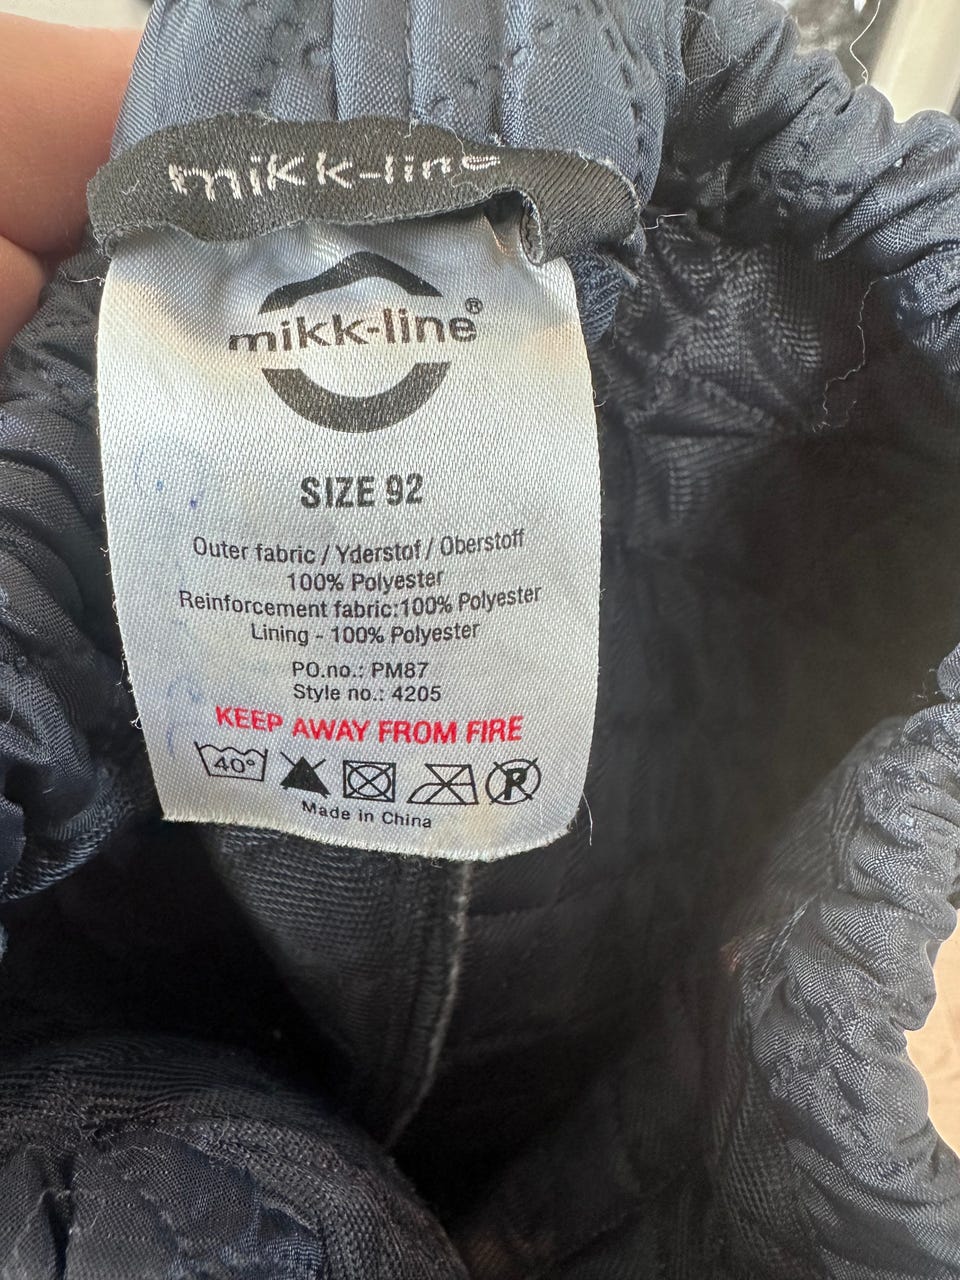 mikk-line
mikk-line®
SIZE 92
Outer fabric / Yderstof / Oberstoff
100% Polyester
Reinforcement fabric:100% Polyester
Lining - 100% Polyester
PO.no.: PM87
Style no.: 4205
KEEP AWAY FROM FIRE
40° P
Made in China